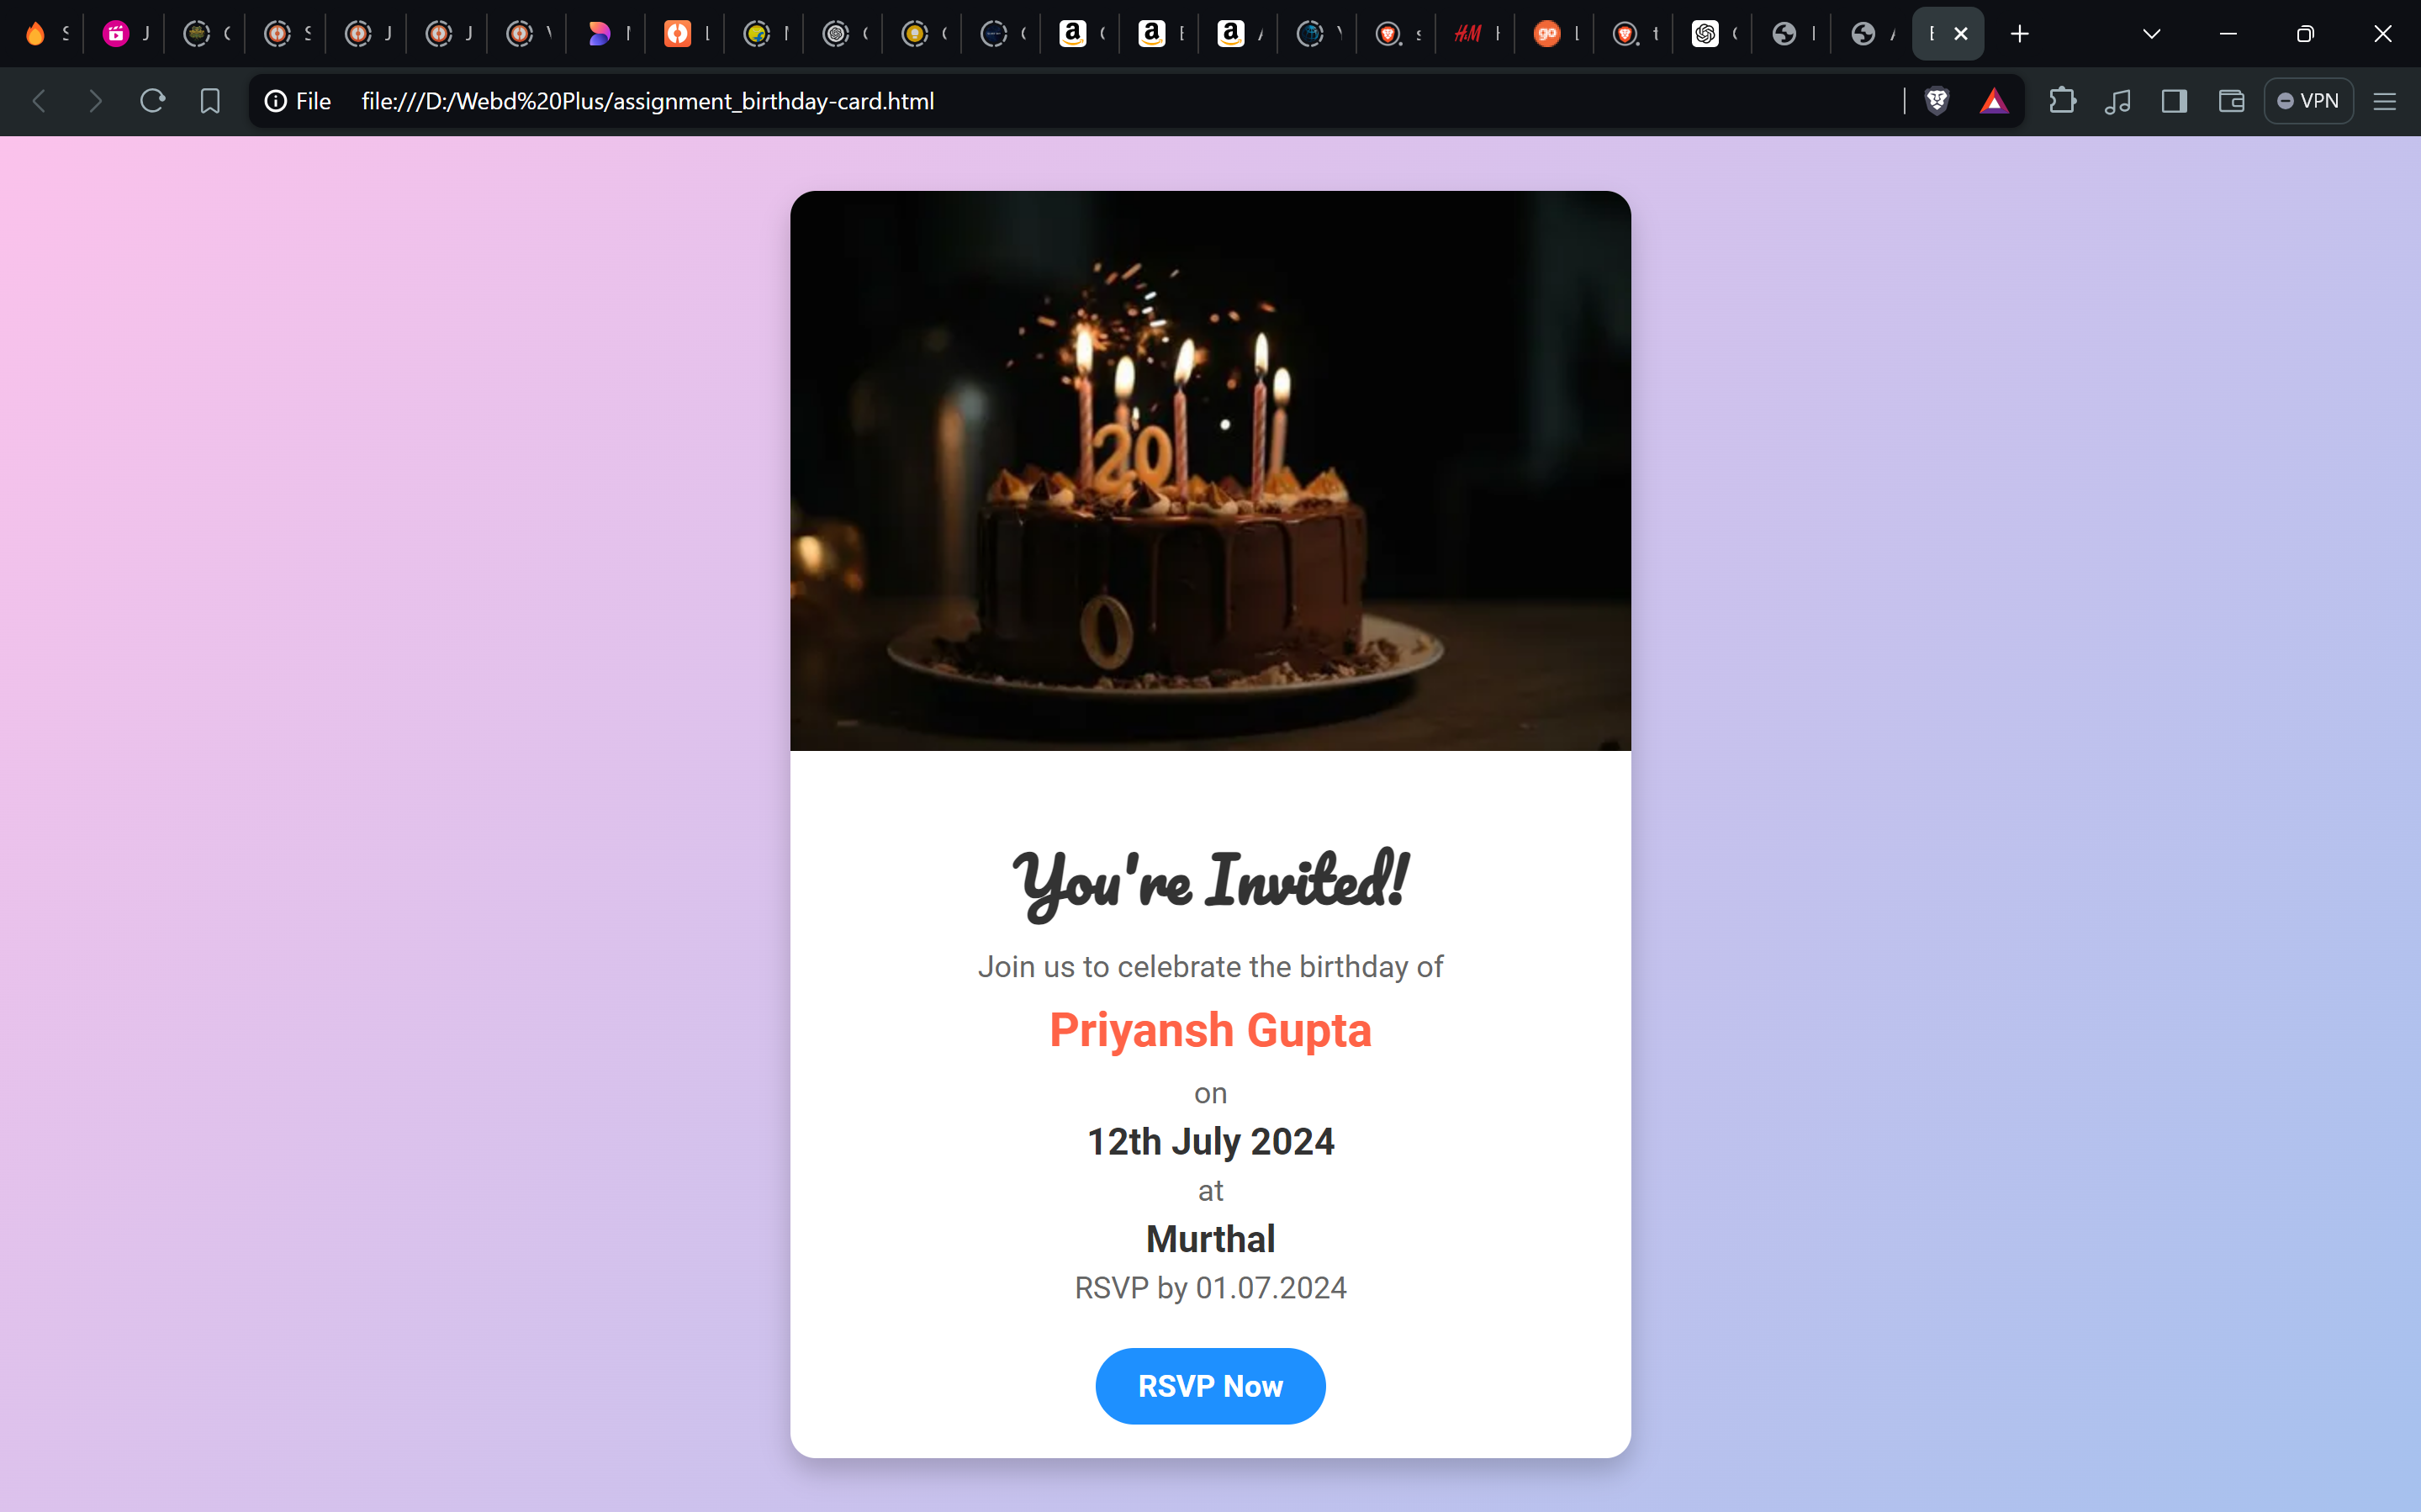 File file:///D:/Webd%20Plus/assignment_birthday-card.html
VPN
20
0
You're Invited!
Join us to celebrate the birthday of
Priyansh Gupta
on
12th July 2024
at
Murthal
RSVP by 01.07.2024
RSVP Now